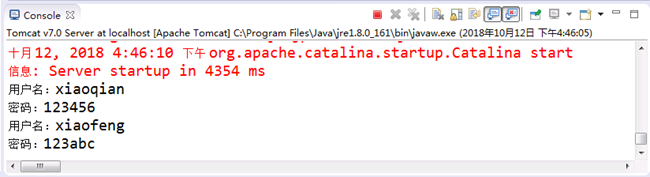 Console
Tomcat v7.0 Server at localhost [Apache Tomcat] C:\Program Files\Java\jre1.8.0_161\bin\javaw.exe (2018年10月12日 下午4:46:05)
十月 12, 2018 4:46:10 下午 org.apache.catalina.startup.Catalina start
信息: Server startup in 4354 ms
用户名：xiaoqian
密码：123456
用户名：xiaofeng
密码：123abc